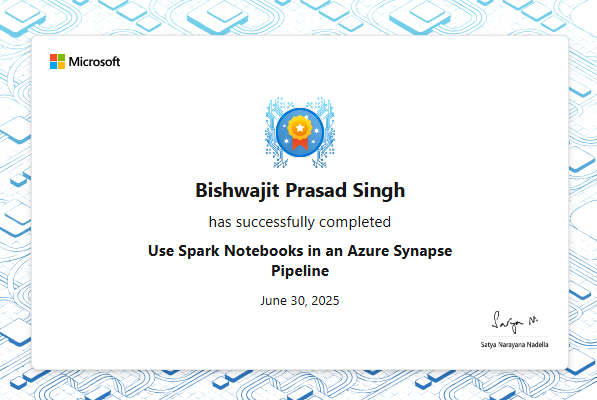 Microsoft
Bishwajit Prasad Singh
has successfully completed
Use Spark Notebooks in an Azure Synapse
Pipeline
June 30, 2025
Satya N.
Satya Narayana Nadella